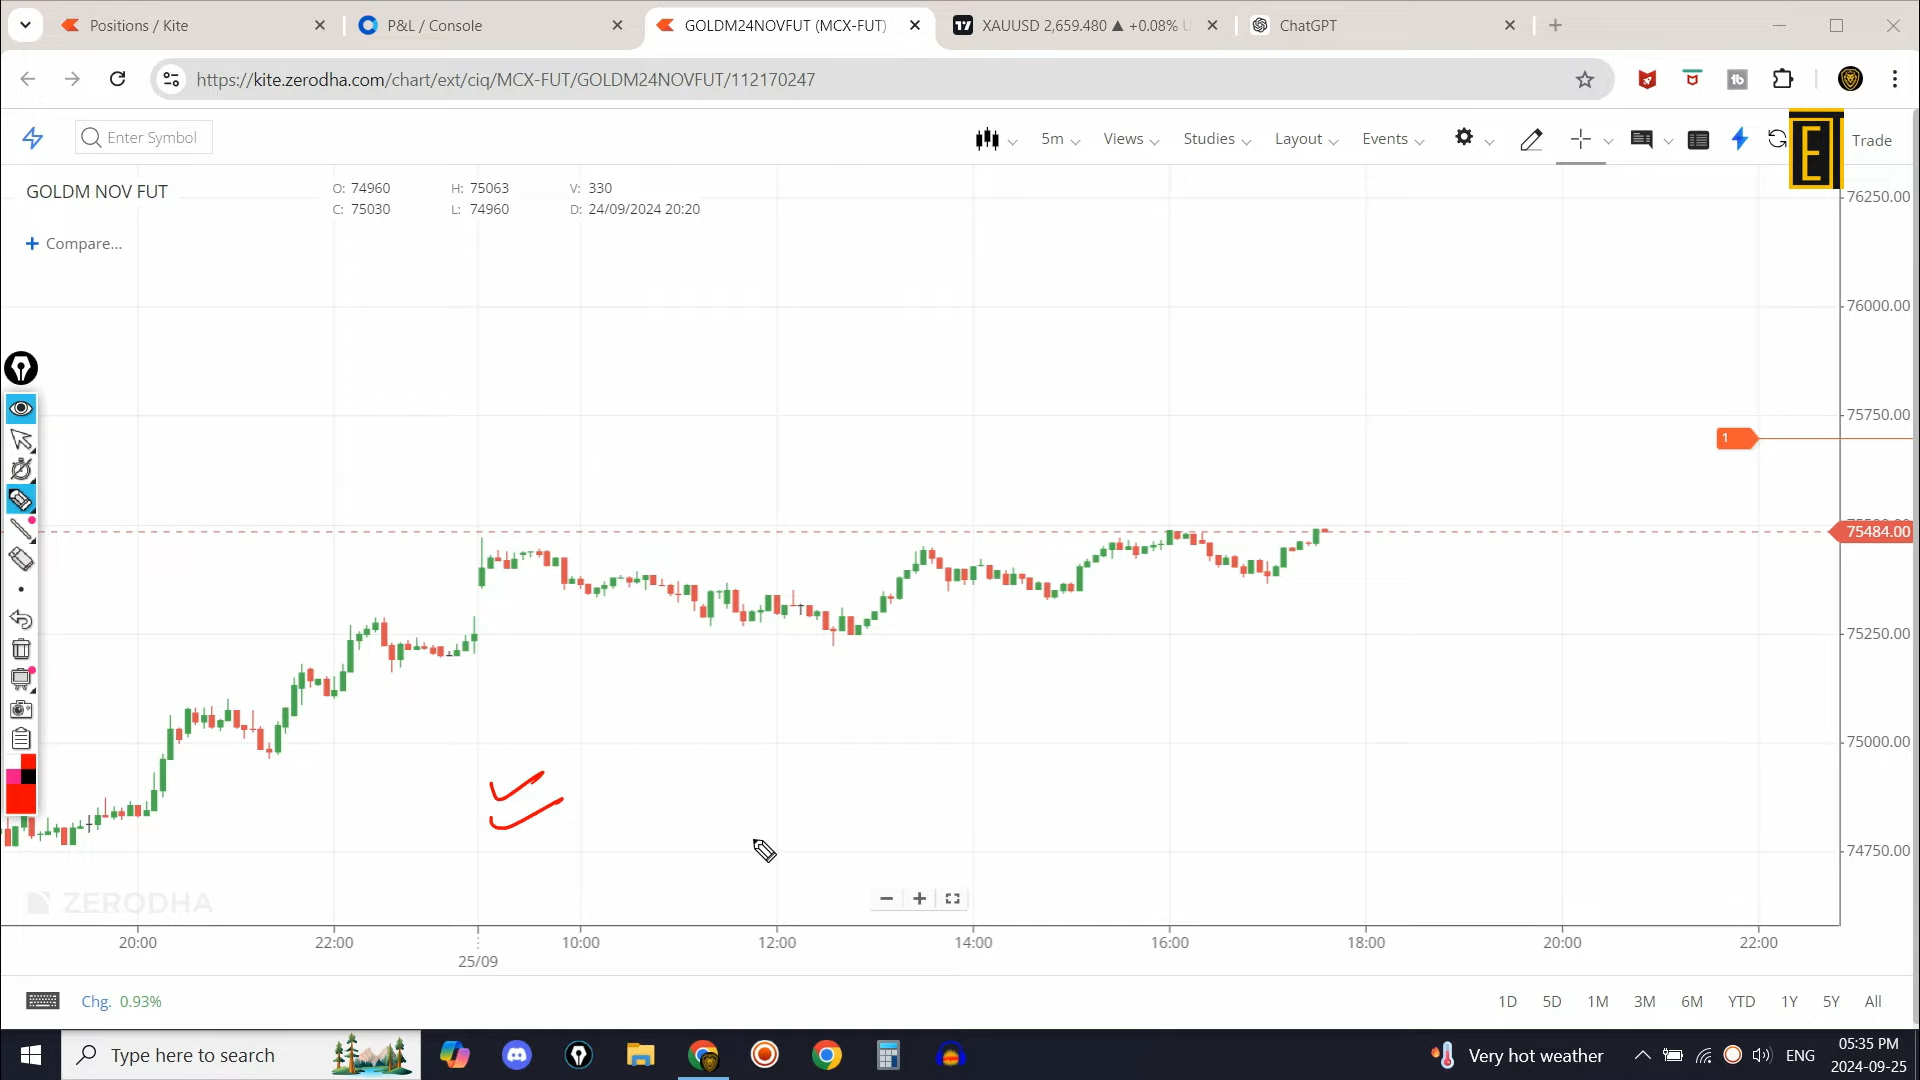 Positions / Kite
P&L / Console
GOLDM24NOVFUT (MCX-FUT)
XAUUSD 2,659.480 ▲ +0.08% U
ChatGPT
https://kite.zerodha.com/chart/ext/ciq/MCX-FUT/GOLDM24NOVFUT/112170247
Enter Symbol
5m
Views
Studies
Layout
Events
E
Trade
GOLDM NOV FUT
O: 74960 H: 75063 V: 330
C: 75030 L: 74960 D: 24/09/2024 20:20
+ Compare...
76250.00
76000.00
75750.00
1
75484.00
75250.00
75000.00
74750.00
ZERODHA
20:00 22:00 10:00 12:00 14:00 16:00 18:00 20:00 22:00
25/09
Chg. 0.93%
1D 5D 1M 3M 6M YTD 1Y 5Y All
Type here to search
Very hot weather
ENG
05:35 PM
2024-09-25